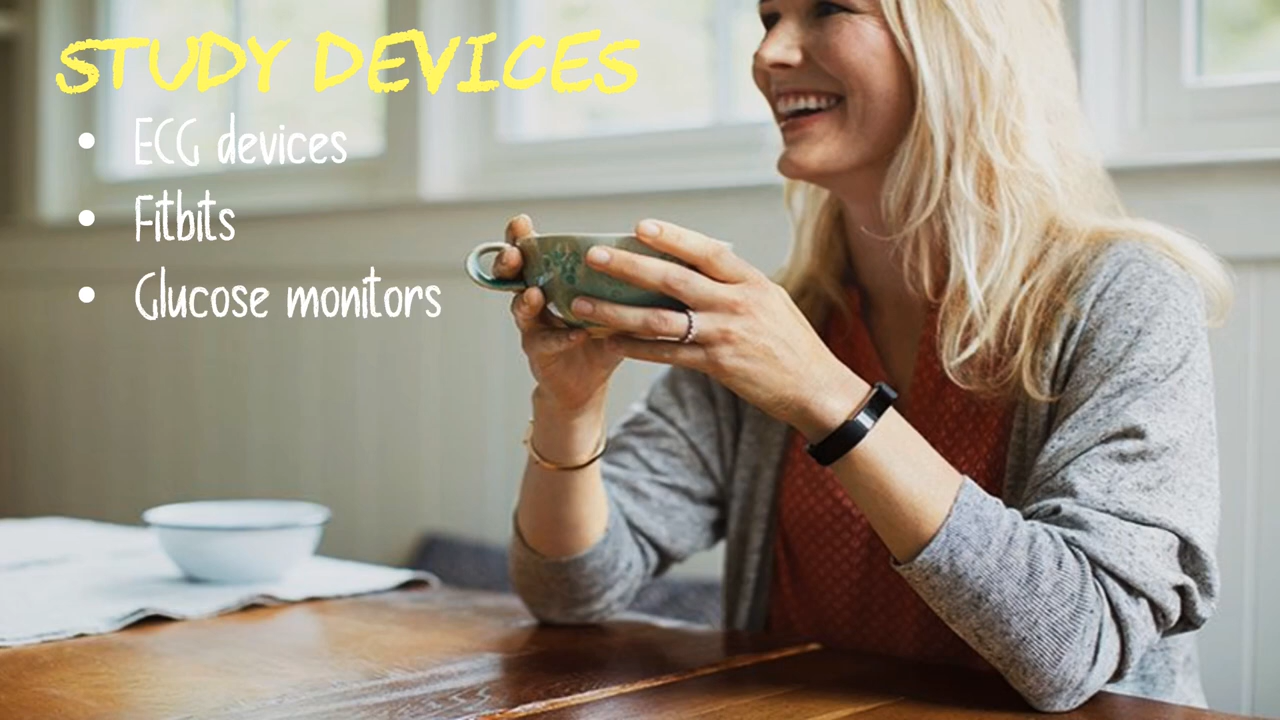 STUDY DEVICES
• ECG devices
• Fitbits
• Glucose monitors